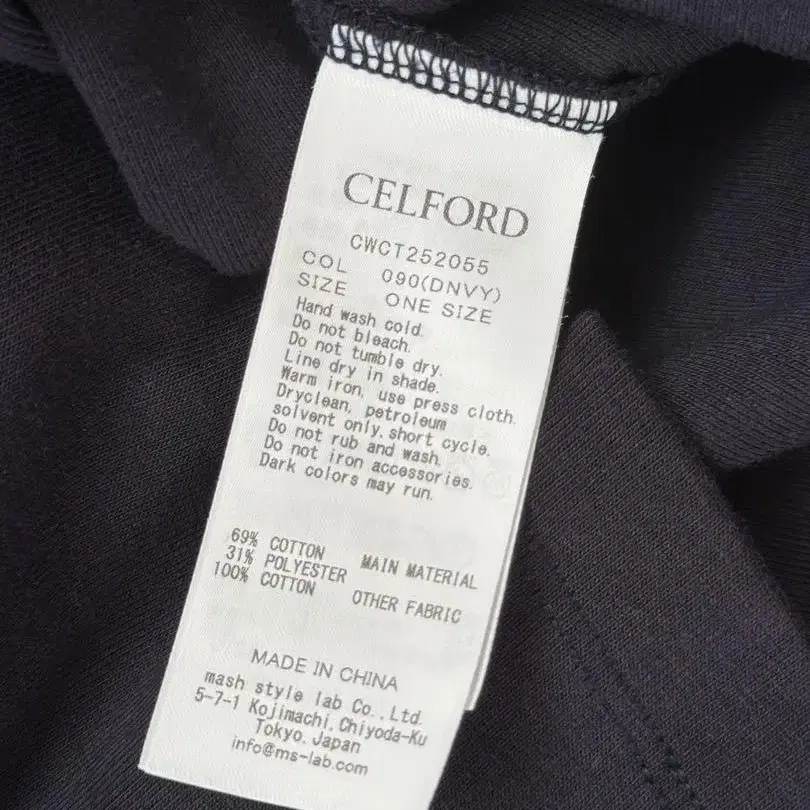 CELFORD
CWCT252055
COL 090(DNVY)
SIZE ONE SIZE
Hand wash cold.
Do not bleach.
Do not tumble dry.
Line dry in shade.
Warm iron, use press cloth.
Dryclean, petroleum
solvent only, short cycle.
Do not rub and wash.
Do not iron accessories.
Dark colors may run.
69% COTTON MAIN MATERIAL
31% POLYESTER
100% COTTON OTHER FABRIC
MADE IN CHINA
mash style lab Co., Ltd.
5-7-1 Kojimachi, Chiyoda-Ku
Tokyo, Japan
info@ms-lab.com